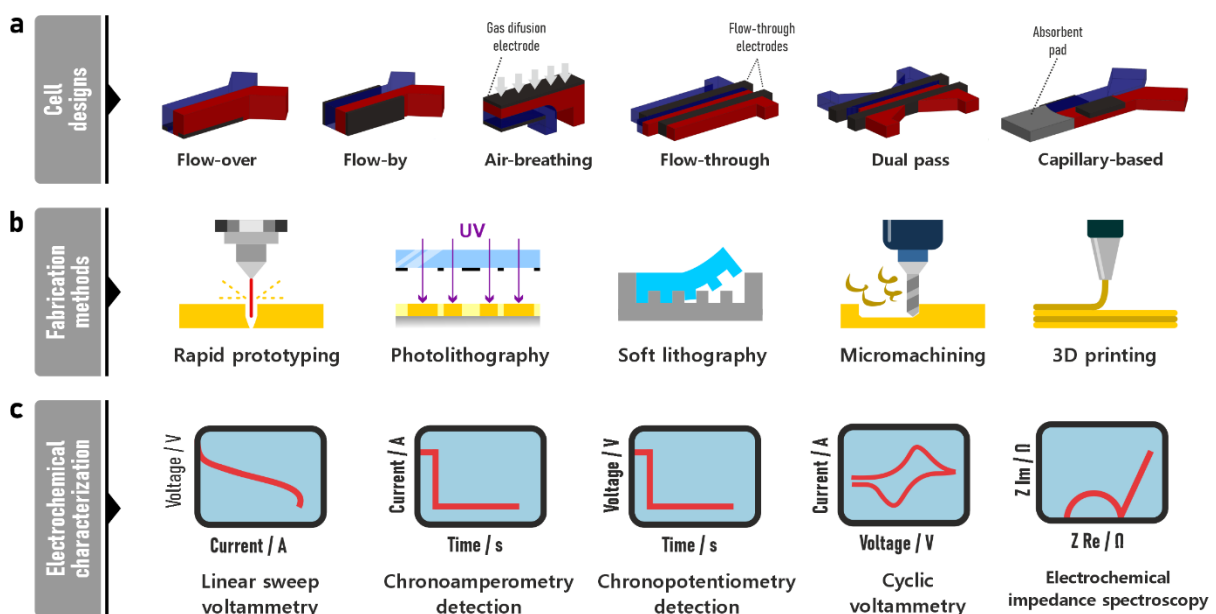 a
Cell
designs
Gas difusion
electrode
Flow-through
electrodes
Absorbent
pad
Flow-over
Flow-by
Air-breathing
Flow-through
Dual pass
Capillary-based
b
Fabrication
methods
UV
Rapid prototyping
Photolithography
Soft lithography
Micromachining
3D printing
c
Electrochemical
characterization
Voltage / V
Current / A
Linear sweep
voltammetry
Current / A
Time / s
Chronoamperometry
detection
Voltage / V
Time / s
Chronopotentiometry
detection
Current / A
Voltage / V
Cyclic
voltammetry
Z Im / Ω
Z Re / Ω
Electrochemical
impedance spectroscopy